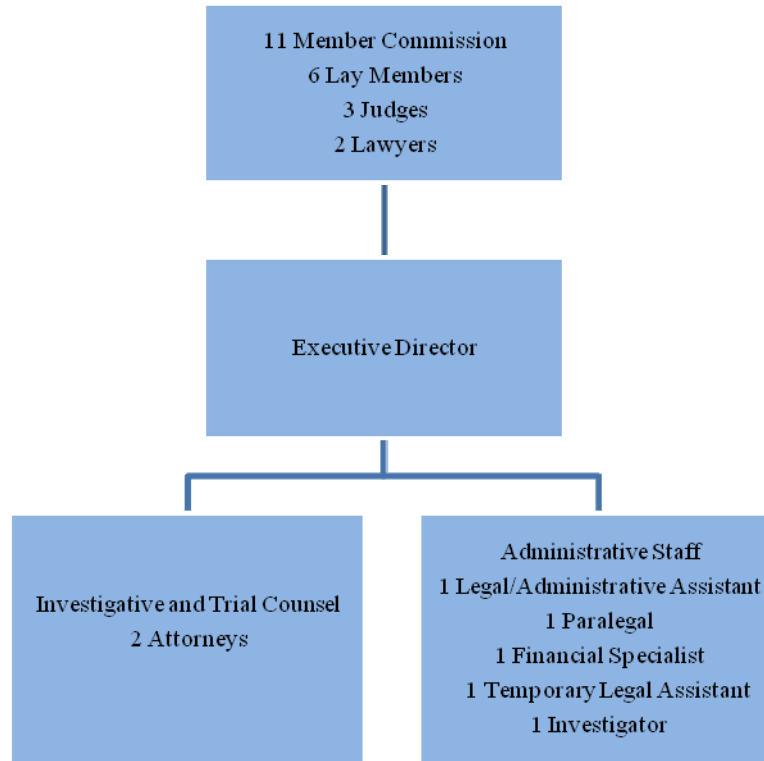 11 Member Commission
6 Lay Members
3 Judges
2 Lawyers
Executive Director
Investigative and Trial Counsel
2 Attorneys
Administrative Staff
1 Legal/Administrative Assistant
1 Paralegal
1 Financial Specialist
1 Temporary Legal Assistant
1 Investigator